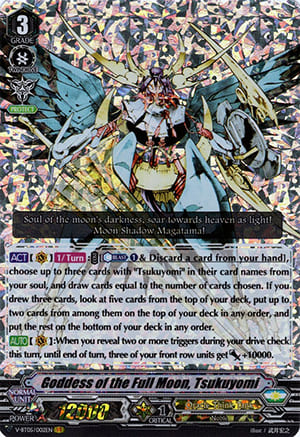 3
GRADE
PROTECT
Soul of the moon's darkness, soar towards heaven as light!
Moon Shadow Magatama!
ACT 1/Turn : BLAST 1 & Discard a card from your hand],
choose up to three cards with "Tsukuyomi" in their card names from
your soul, and draw cards equal to the number of cards chosen. If you
drew three cards, look at five cards from the top of your deck, put up to
two cards from among them on the top of your deck in any order, and
put the rest on the bottom of your deck in any order.
AUTO :When you reveal two or more triggers during your drive check
this turn, until end of turn, three of your front row units get +10000.
NORMAL
UNIT
Goddess of the Full Moon, Tsukuyomi
V-BT05/002EN
POWER
12000
1
CRITICAL